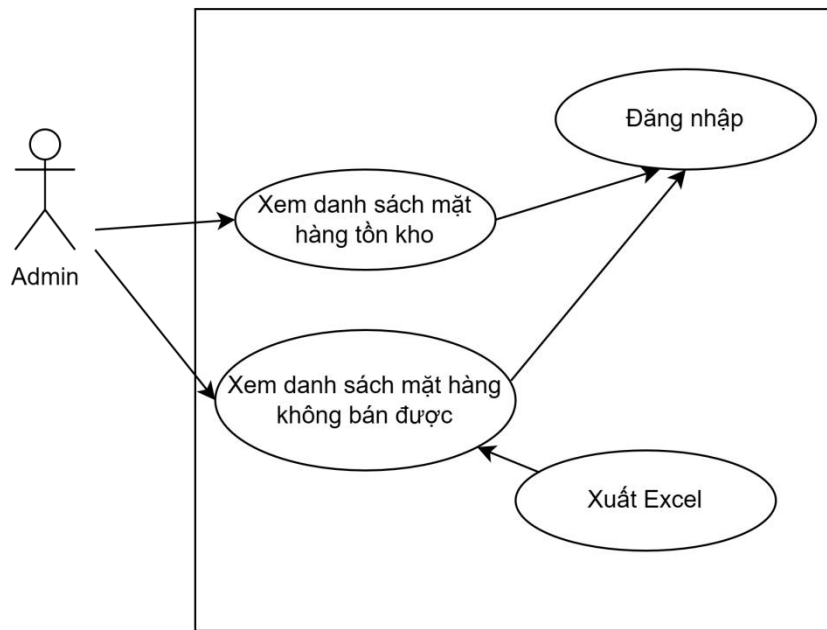 Đăng nhập
Xem danh sách mặt
hàng tồn kho
Admin
Xem danh sách mặt hàng
không bán được
Xuất Excel